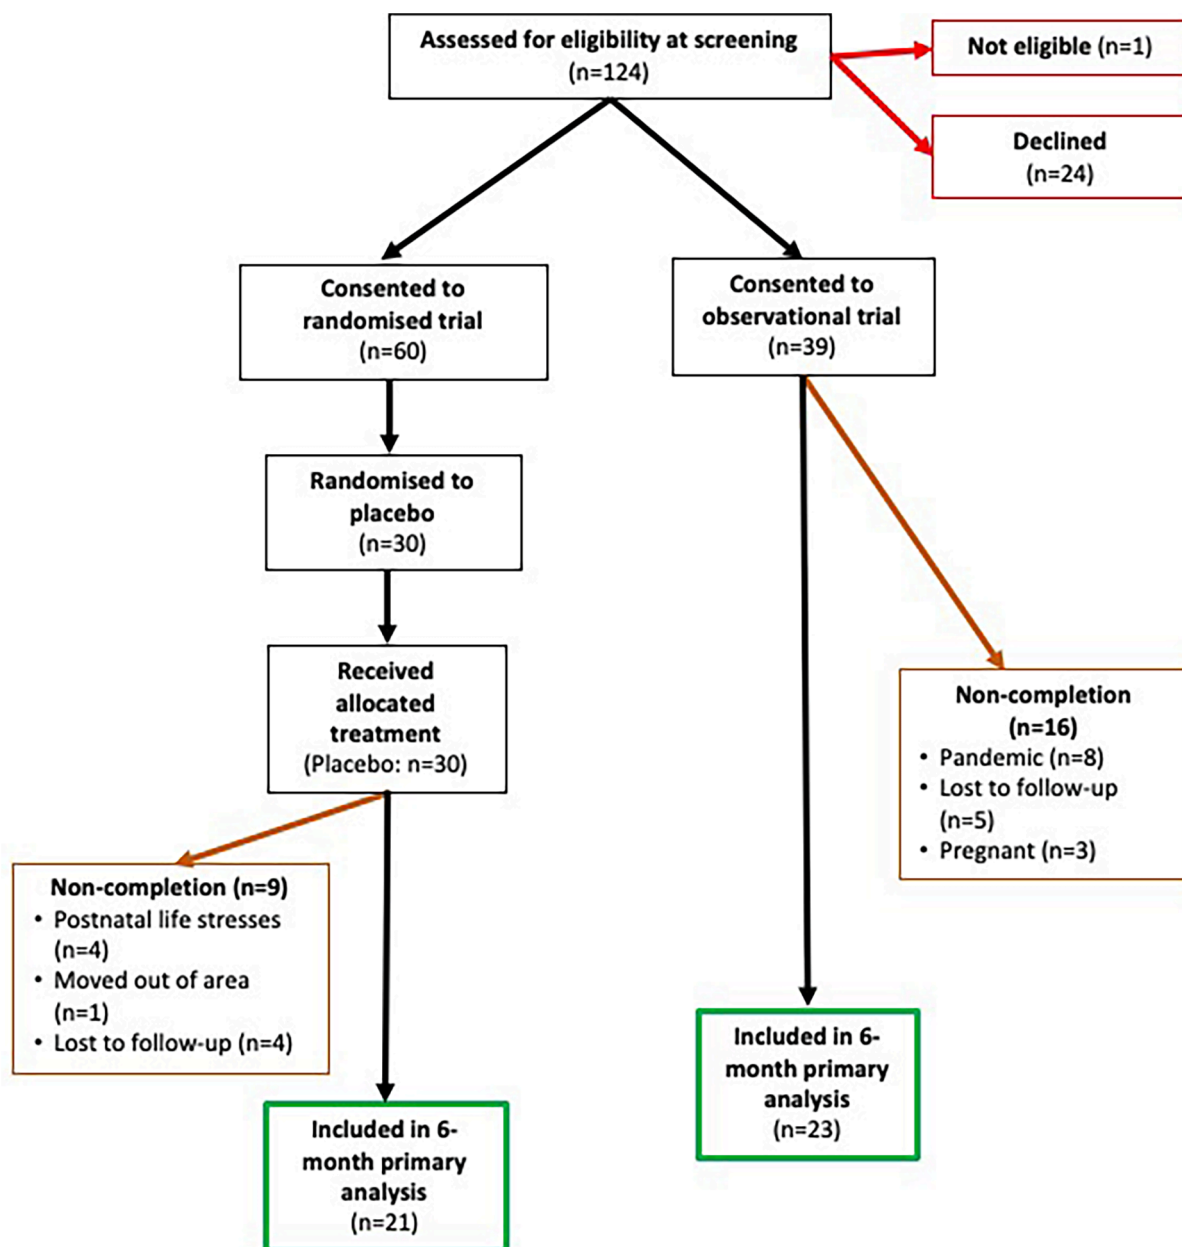 Assessed for eligibility at screening
(n=124)
Not eligible (n=1)
Declined
(n=24)
Consented to
randomised trial
(n=60)
Consented to
observational trial
(n=39)
Randomised to
placebo
(n=30)
Received
allocated
treatment
(Placebo: n=30)
Non-completion
(n=16)
• Pandemic (n=8)
• Lost to follow-up
(n=5)
• Pregnant (n=3)
Non-completion (n=9)
• Postnatal life stresses
(n=4)
• Moved out of area
(n=1)
• Lost to follow-up (n=4)
Included in 6-
month primary
analysis
(n=23)
Included in 6-
month primary
analysis
(n=21)